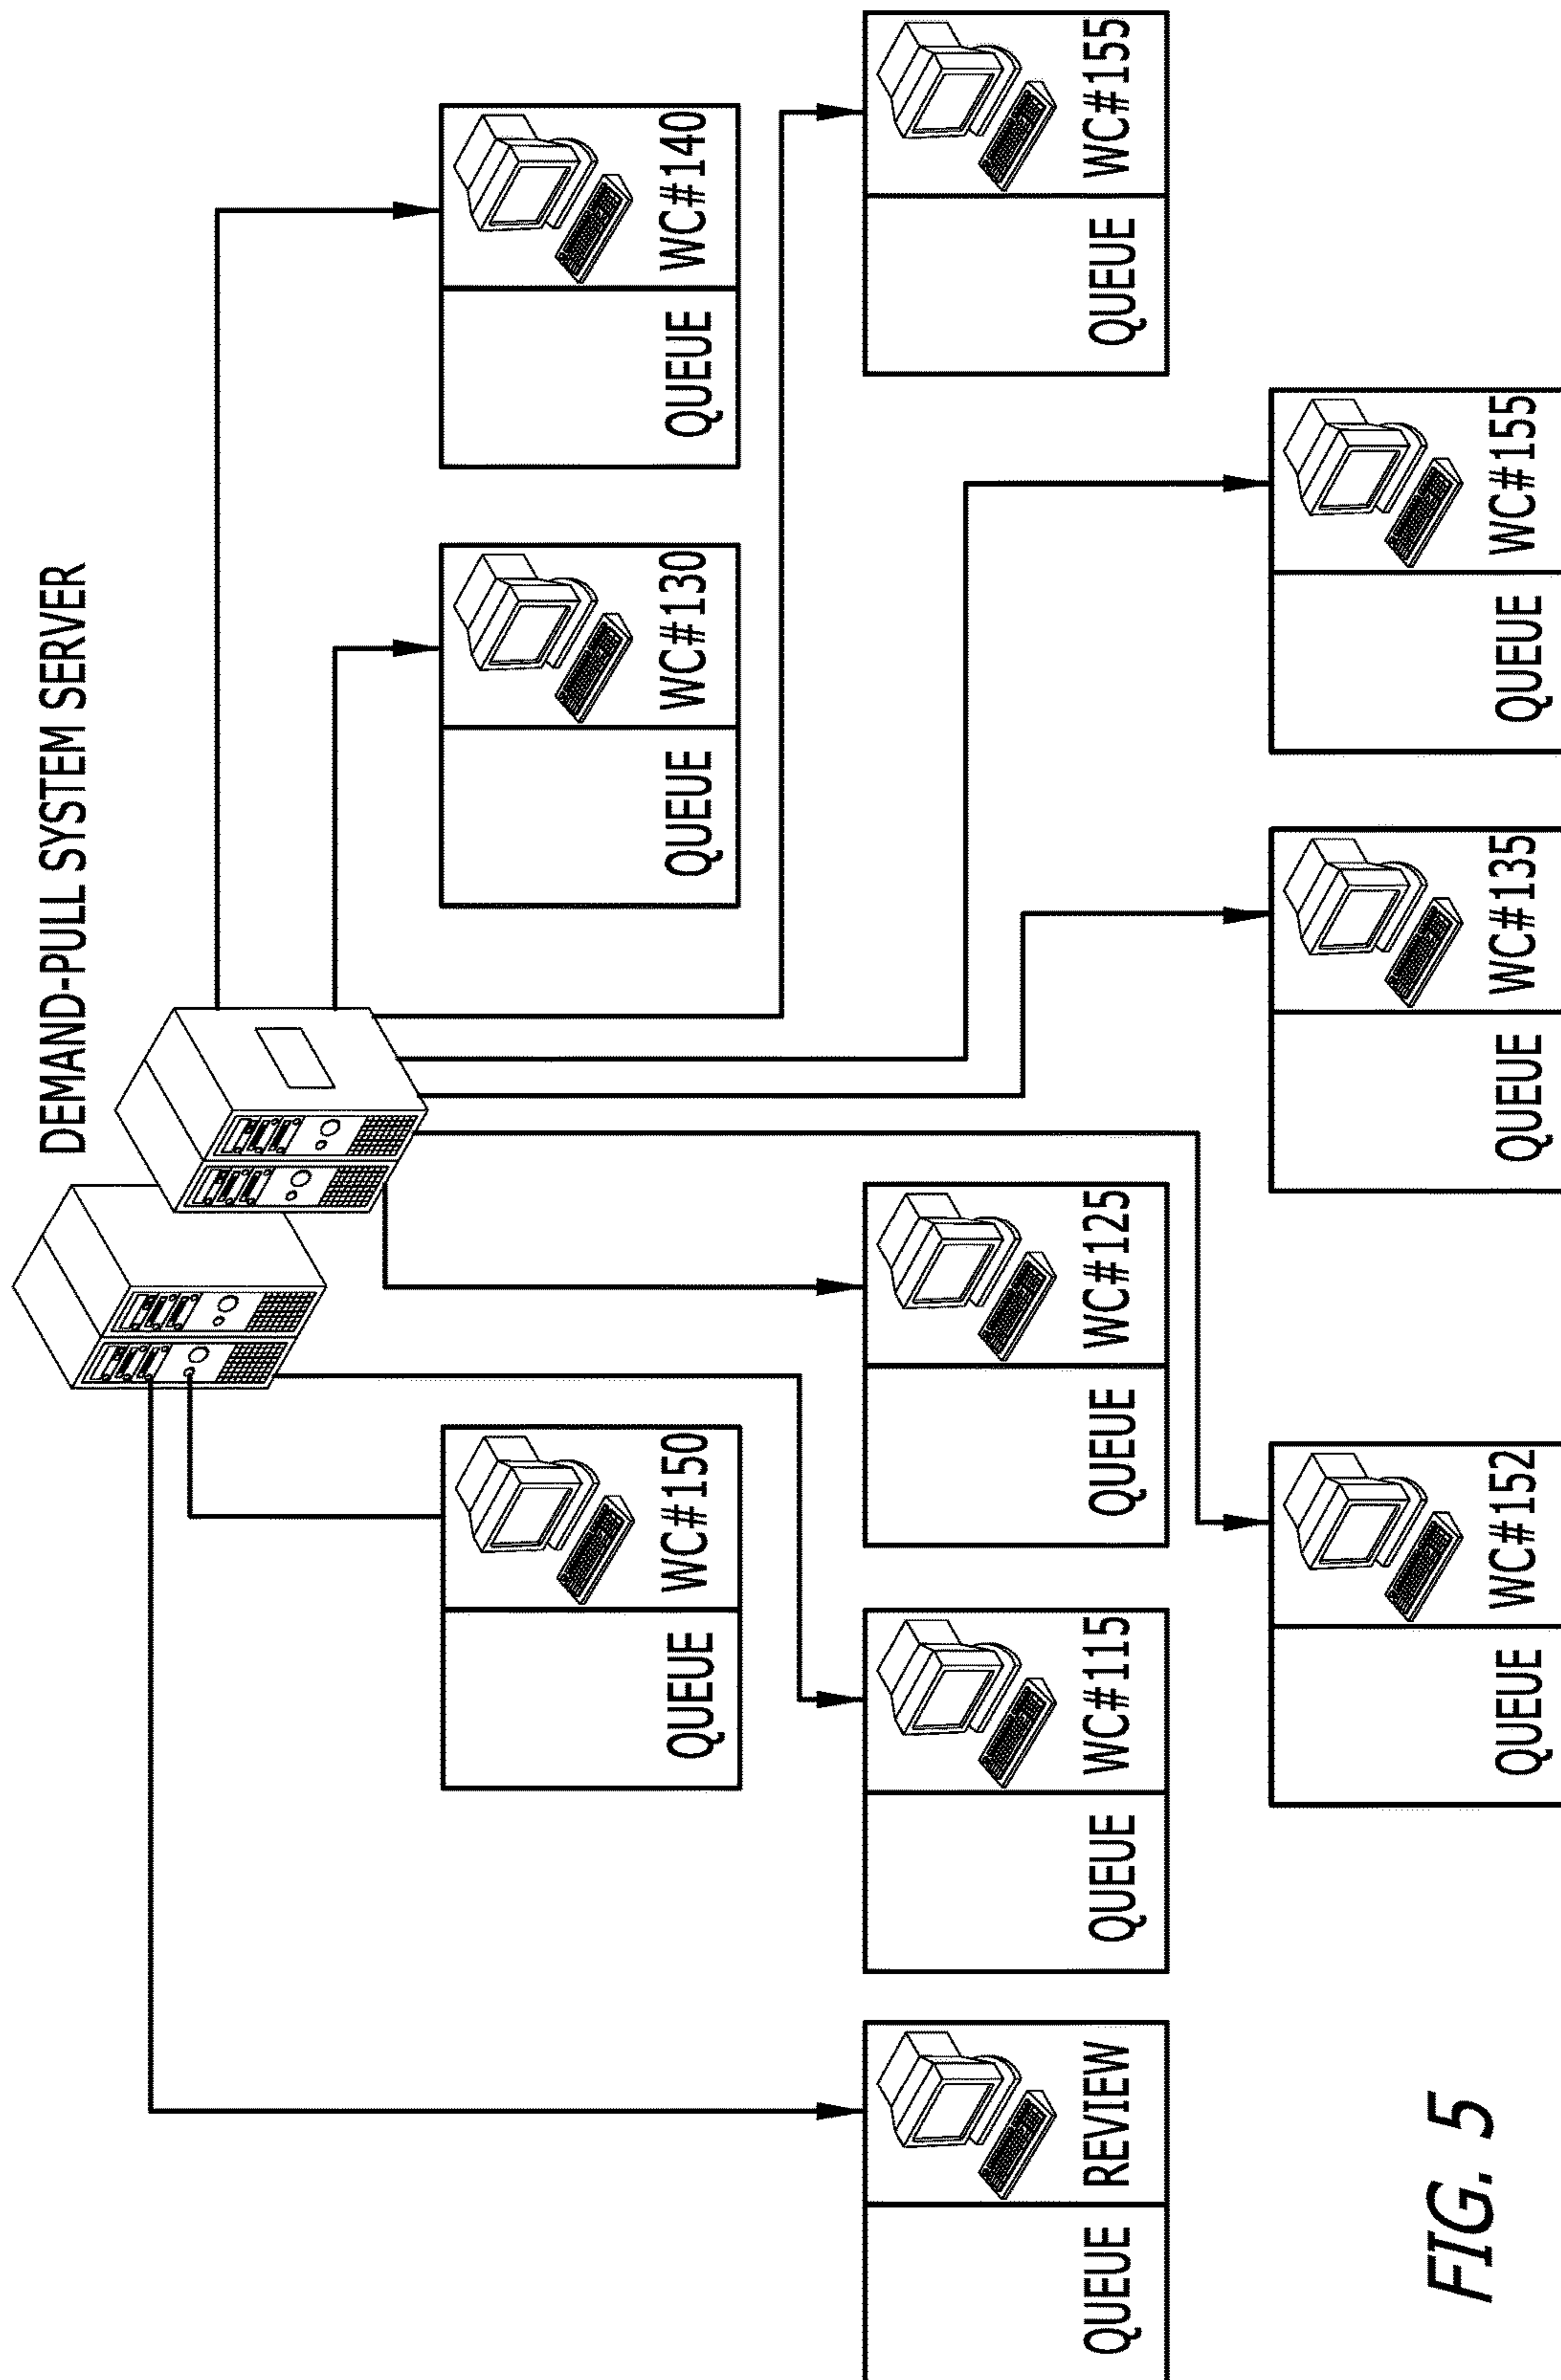 DEMAND-PULL SYSTEM SERVER
QUEUE WC#150
QUEUE WC#130
QUEUE WC#140
QUEUE REVIEW
QUEUE WC#115
QUEUE WC#125
QUEUE WC#155
QUEUE WC#152
QUEUE WC#135
QUEUE WC#155
FIG. 5